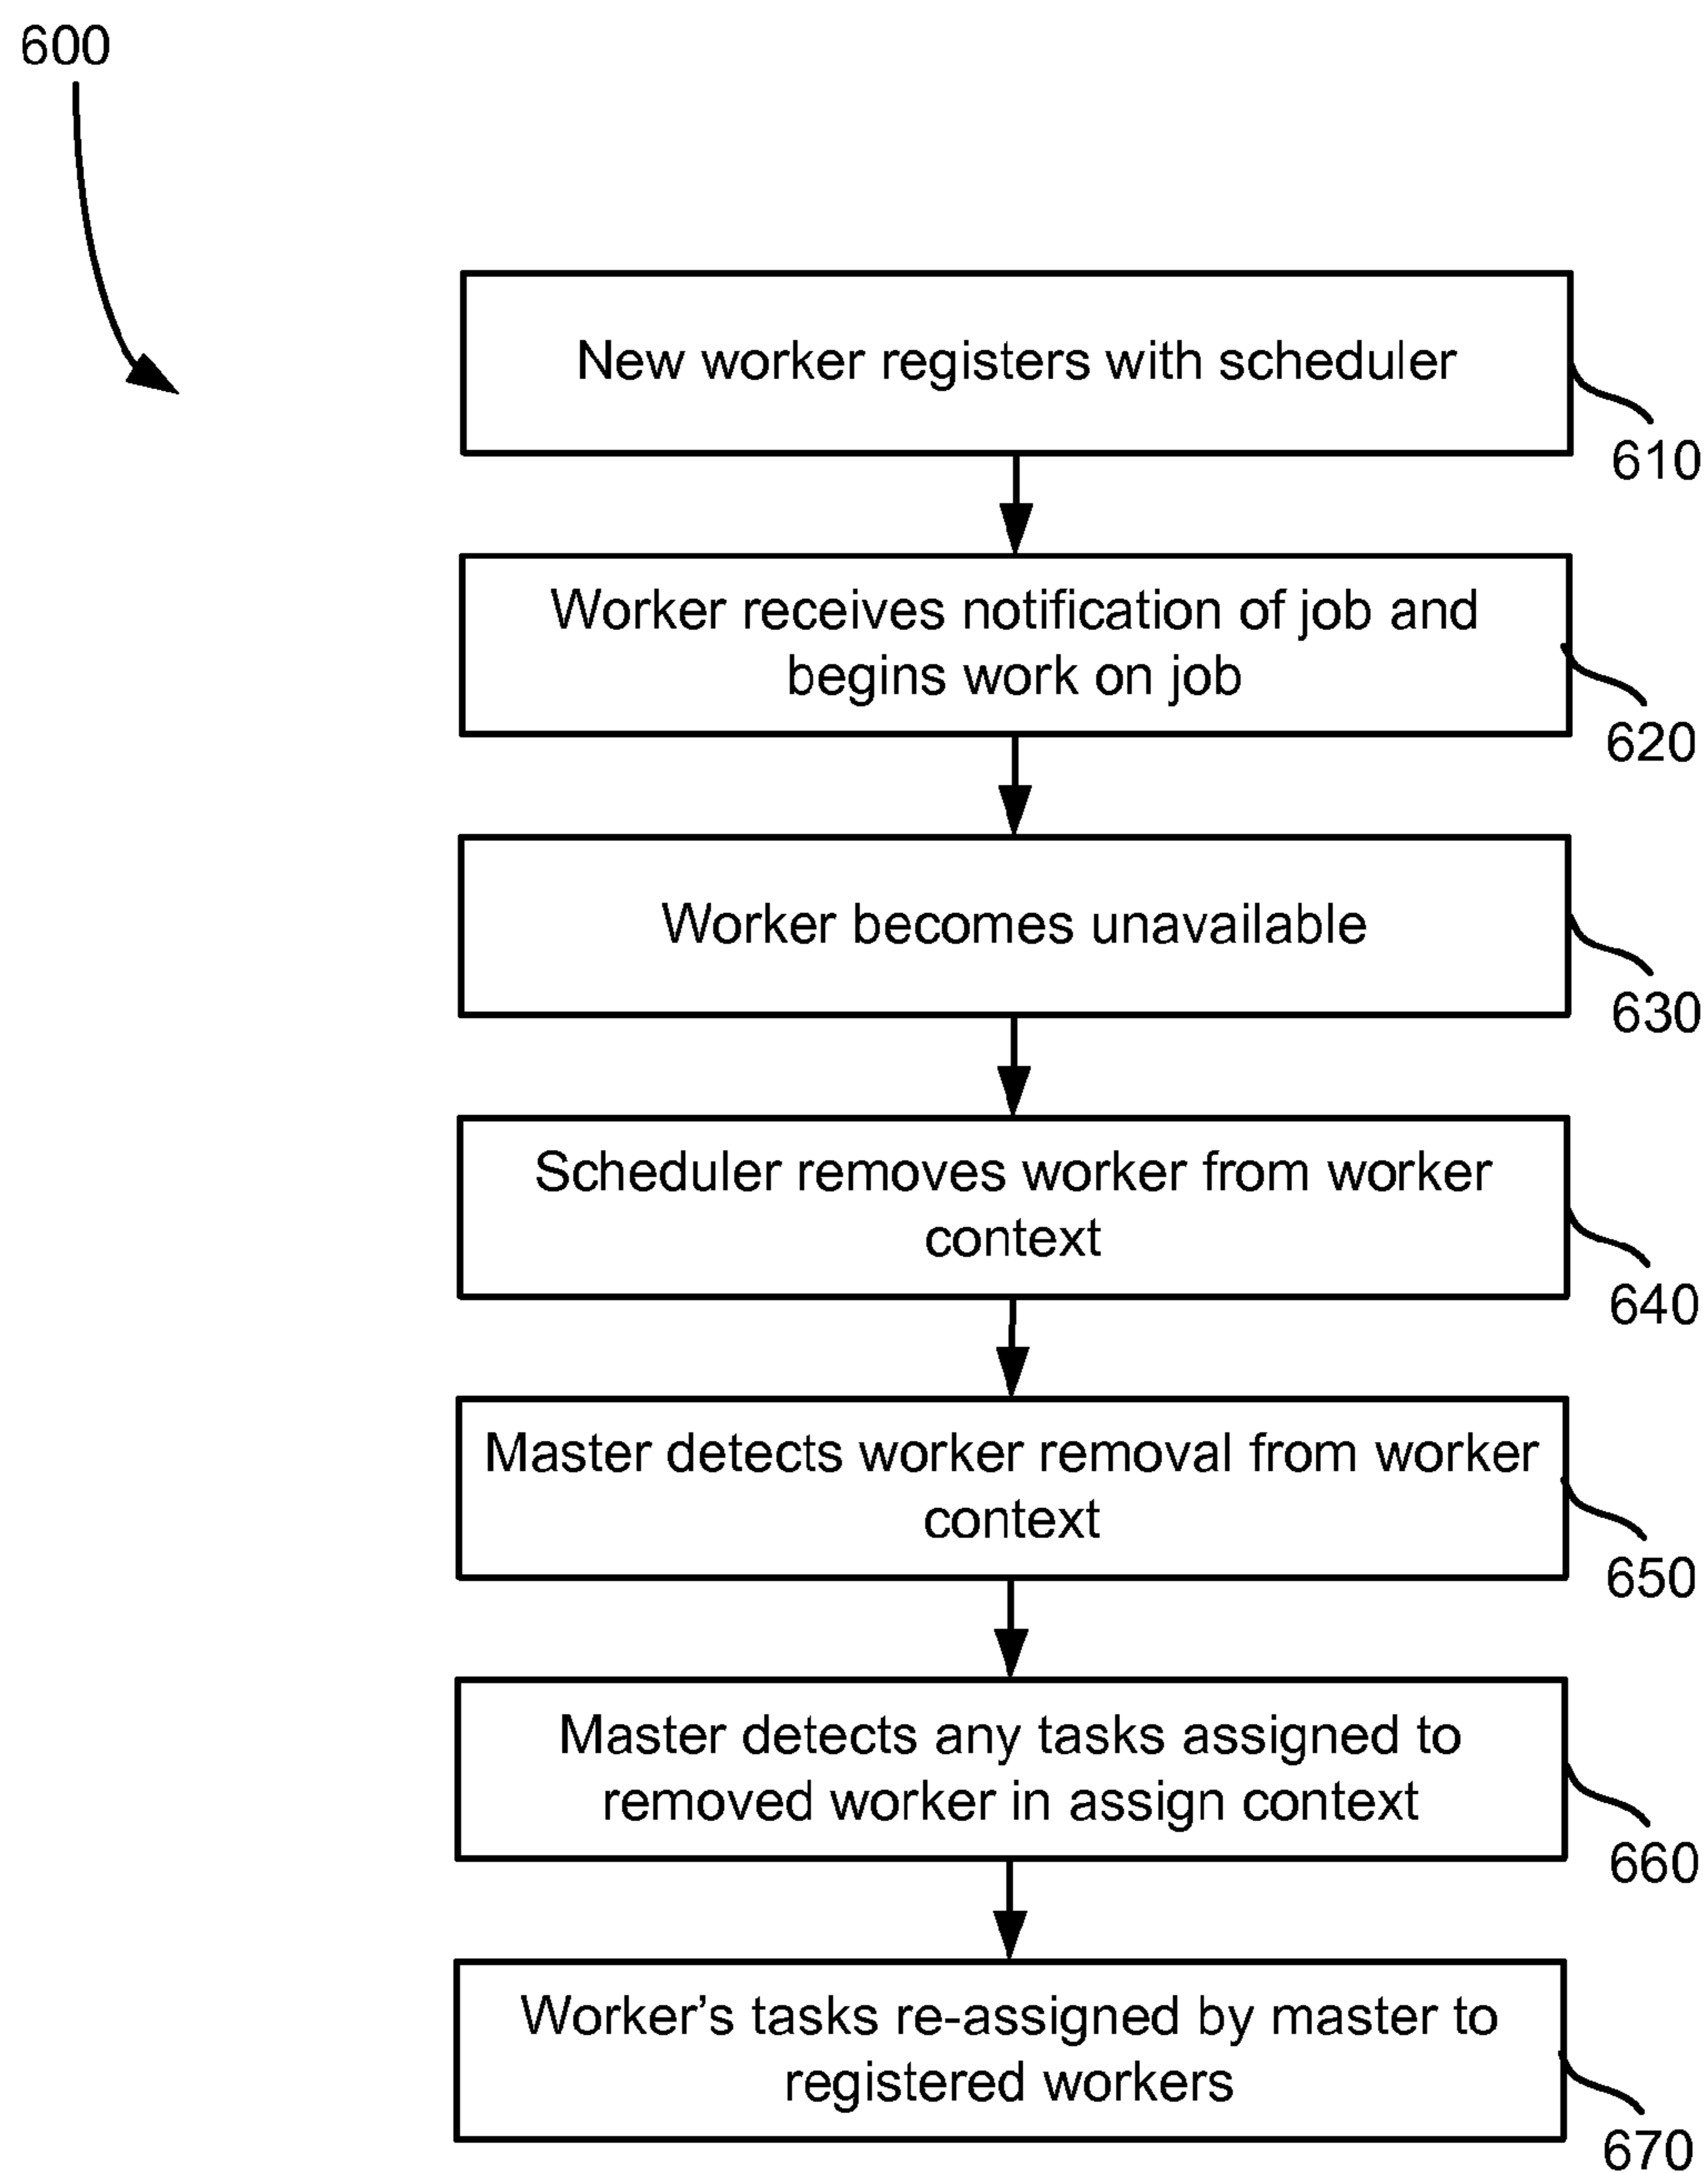 600
New worker registers with scheduler
610
Worker receives notification of job and
begins work on job
620
Worker becomes unavailable
630
Scheduler removes worker from worker
context
640
Master detects worker removal from worker
context
650
Master detects any tasks assigned to
removed worker in assign context
660
Worker’s tasks re-assigned by master to
registered workers
670